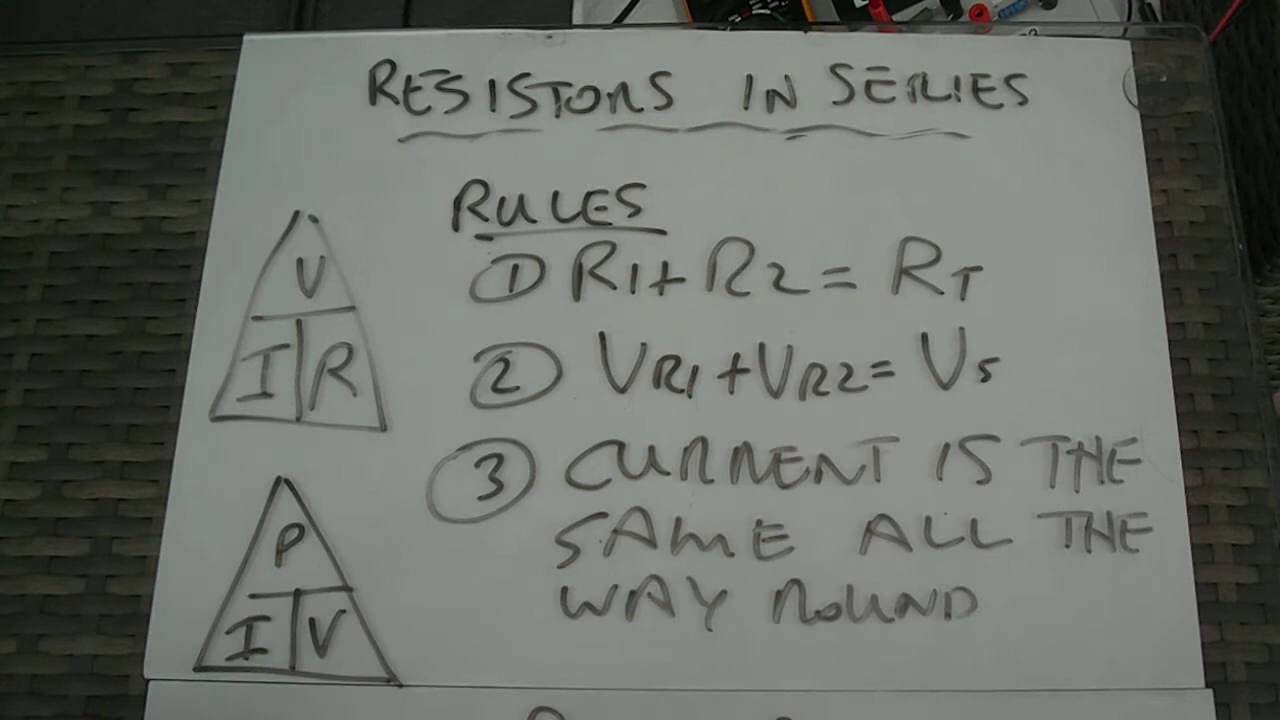 RESISTORS IN SERIES
RULES
① R1+R2 = RT
② VR1+VR2= VS
③ CURRENT IS THE
SAME ALL THE
WAY ROUND
V
I R
P
I V